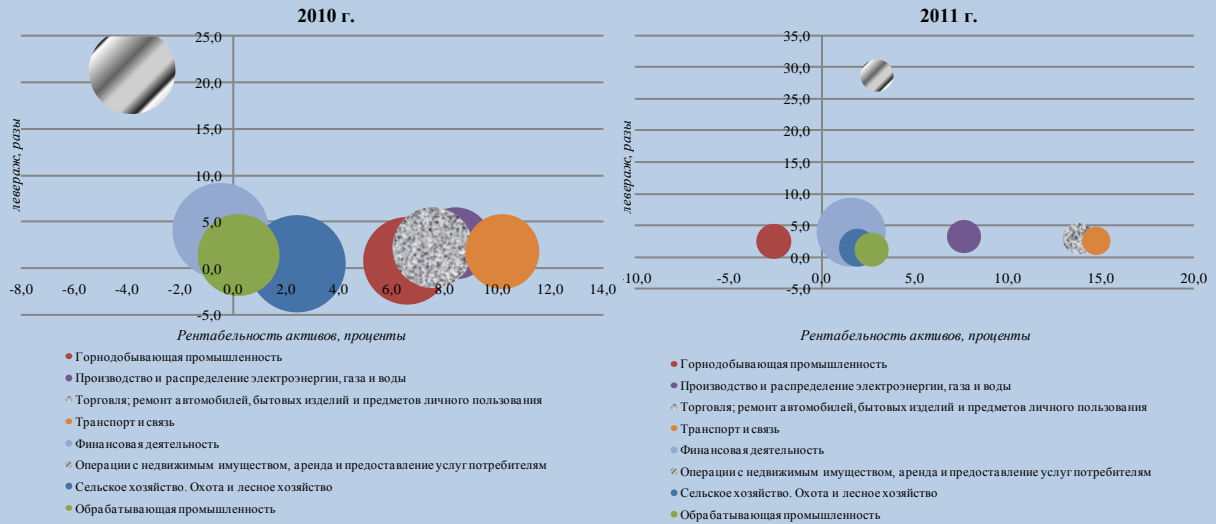 2010 г.
25,0
20,0
15,0
10,0
5,0
0,0
-5,0
-8,0
-6,0
-4,0
-2,0
0,0
2,0
4,0
6,0
8,0
10,0
12,0
14,0
левераж, разы
Рентабельность активов, проценты
Горнодобывающая промышленность
Производство и распределение электроэнергии, газа и воды
Торговля; ремонт автомобилей, бытовых изделий и предметов личного пользования
Транспорт и связь
Финансовая деятельность
Операции с недвижимым имуществом, аренда и предоставление услуг потребителям
Сельское хозяйство. Охота и лесное хозяйство
Обрабатывающая промышленность
2011 г.
35,0
30,0
25,0
20,0
15,0
10,0
5,0
0,0
-5,0
-10,0
-5,0
0,0
5,0
10,0
15,0
20,0
левераж, разы
Рентабельность активов, проценты
Горнодобывающая промышленность
Производство и распределение электроэнергии, газа и воды
Торговля; ремонт автомобилей, бытовых изделий и предметов личного пользования
Транспорт и связь
Финансовая деятельность
Операции с недвижимым имуществом, аренда и предоставление услуг потребителям
Сельское хозяйство. Охота и лесное хозяйство
Обрабатывающая промышленность